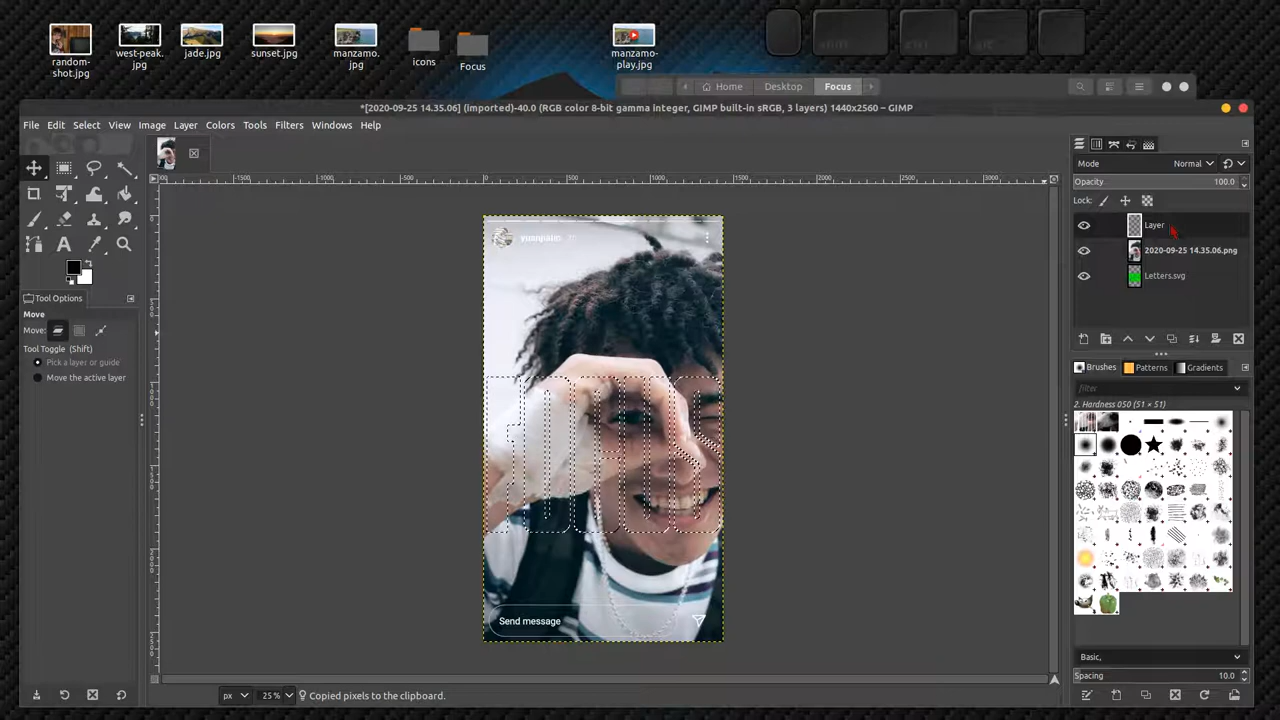 random-shot.jpg
west-peak.jpg
jade.jpg
sunset.jpg
manzamo.jpg
icons
Focus
manzamo-play.jpg
Home
Desktop
Focus
*[2020-09-25 14.35.06] (imported)-40.0 (RGB color 8-bit gamma integer, GIMP built-in sRGB, 3 layers) 1440x2560 – GIMP
File Edit Select View Image Layer Colors Tools Filters Windows Help
Mode Normal
Opacity 100.0
Lock:
Layer
2020-09-25 14.35.06.png
Letters.svg
Tool Options
Move
Move:
Tool Toggle (Shift)
Pick a layer or guide
Move the active layer
Send message
Brushes Patterns Gradients
filter
2. Hardness 050 (51 × 51)
Basic,
Spacing 10.0
px 25 % Copied pixels to the clipboard.